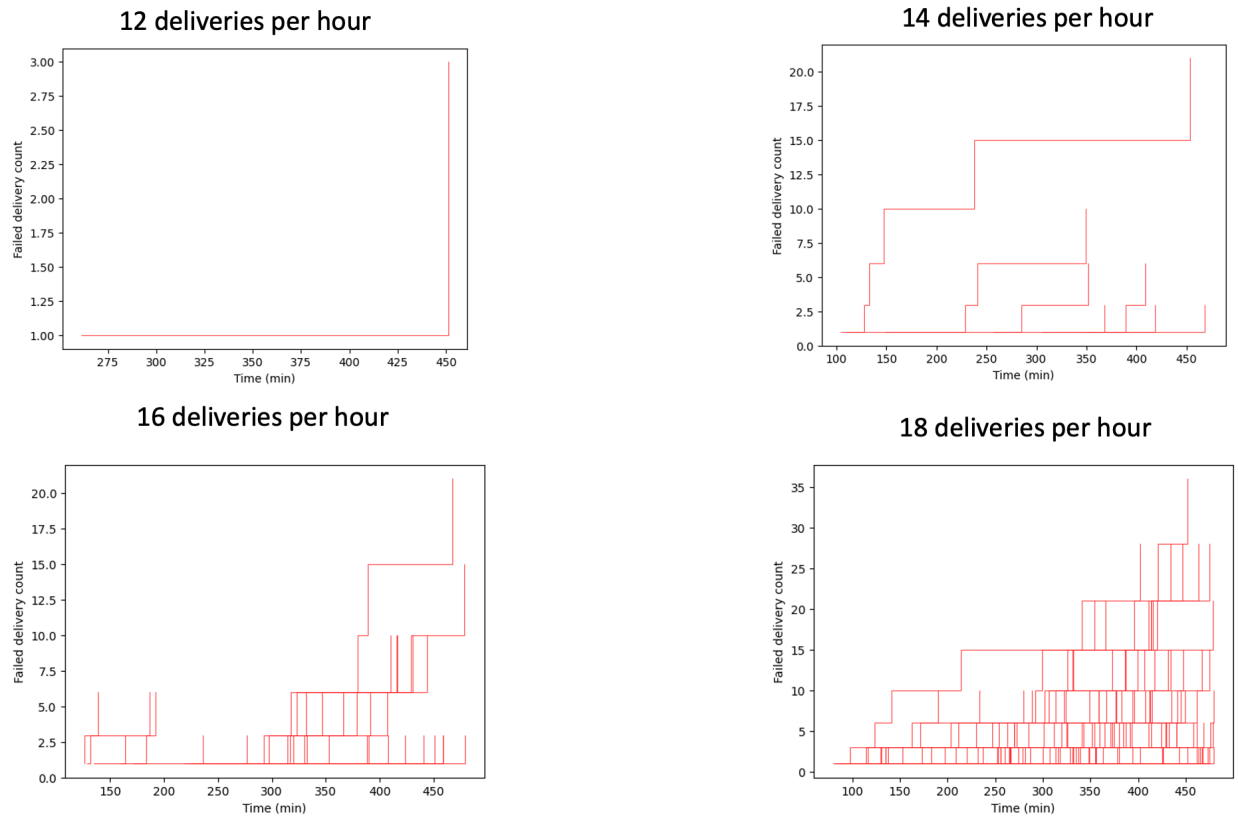 12 deliveries per hour
3.00
2.75
2.50
2.25
2.00
1.75
1.50
1.25
1.00
Failed delivery count
275 300 325 350 375 400 425 450
Time (min)
14 deliveries per hour
20.0
17.5
15.0
12.5
10.0
7.5
5.0
2.5
0.0
Failed delivery count
100 150 200 250 300 350 400 450
Time (min)
16 deliveries per hour
20.0
17.5
15.0
12.5
10.0
7.5
5.0
2.5
0.0
Failed delivery count
150 200 250 300 350 400 450
Time (min)
18 deliveries per hour
35
30
25
20
15
10
5
0
Failed delivery count
100 150 200 250 300 350 400 450
Time (min)